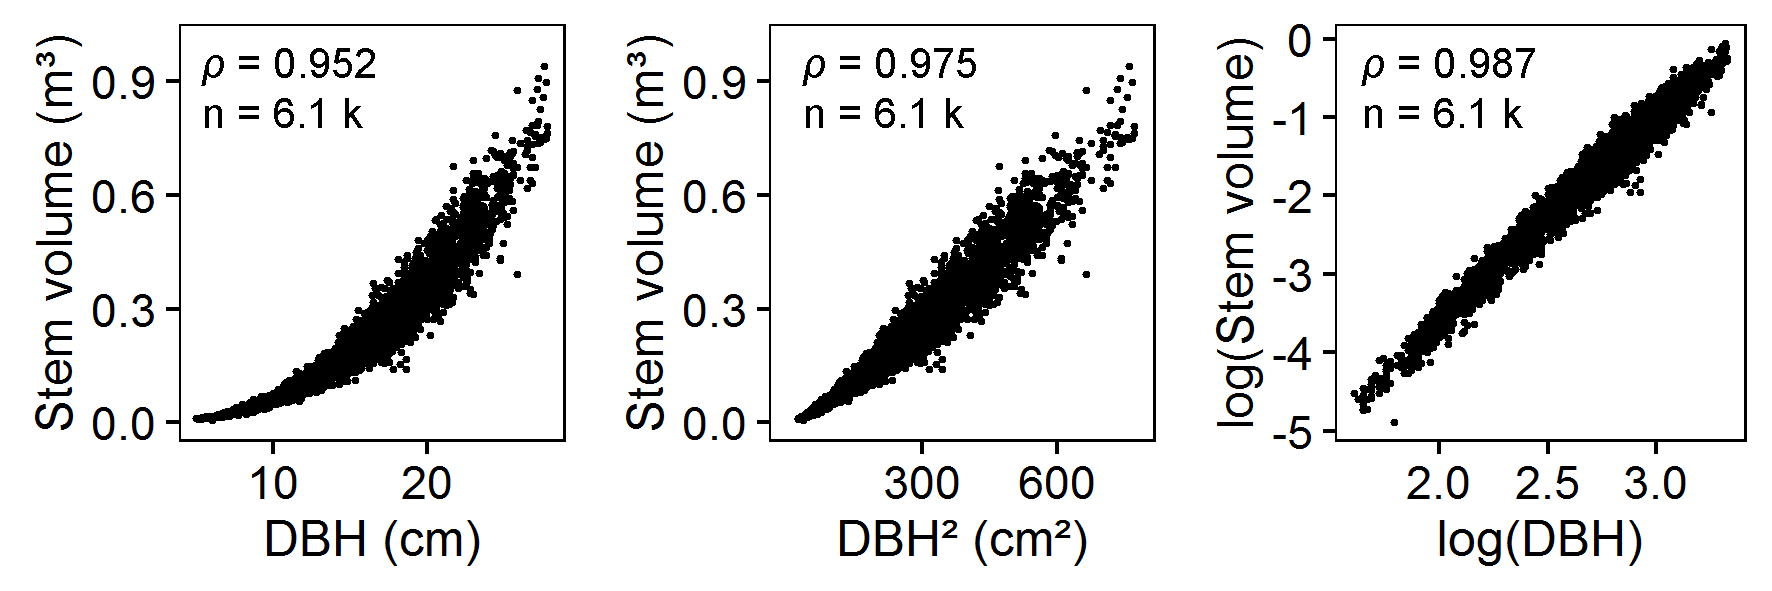 Stem volume (m³)
0.9
0.6
0.3
0.0
ρ = 0.952
n = 6.1 k
10 20
DBH (cm)
Stem volume (m³)
0.9
0.6
0.3
0.0
ρ = 0.975
n = 6.1 k
300 600
DBH² (cm²)
log(Stem volume)
0
-1
-2
-3
-4
-5
ρ = 0.987
n = 6.1 k
2.0 2.5 3.0
log(DBH)